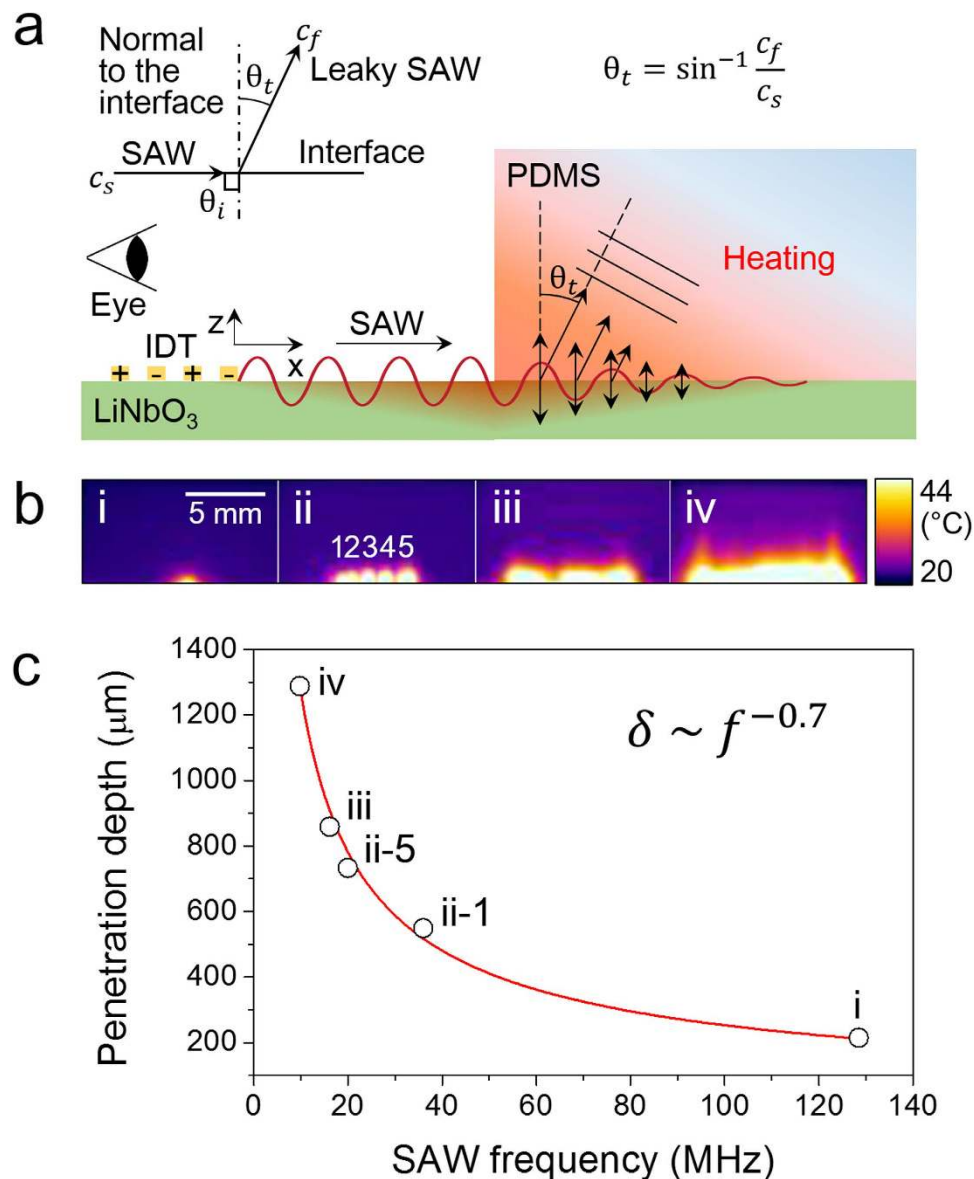 a
Normal
to the
interface
c_f
θ_t
Leaky SAW
θ_t = sin⁻¹ c_f/c_s
SAW
Interface
c_s
θ_i
PDMS
Eye
θ_t
Heating
IDT
z
x
SAW
+ - + -
LiNbO₃
b
i
5 mm
ii
12345
iii
iv
44
(°C)
20
c
1400
1200
1000
800
600
400
200
Penetration depth (μm)
iv
iii
ii-5
ii-1
i
δ ~ f^−0.7
0 20 40 60 80 100 120 140
SAW frequency (MHz)